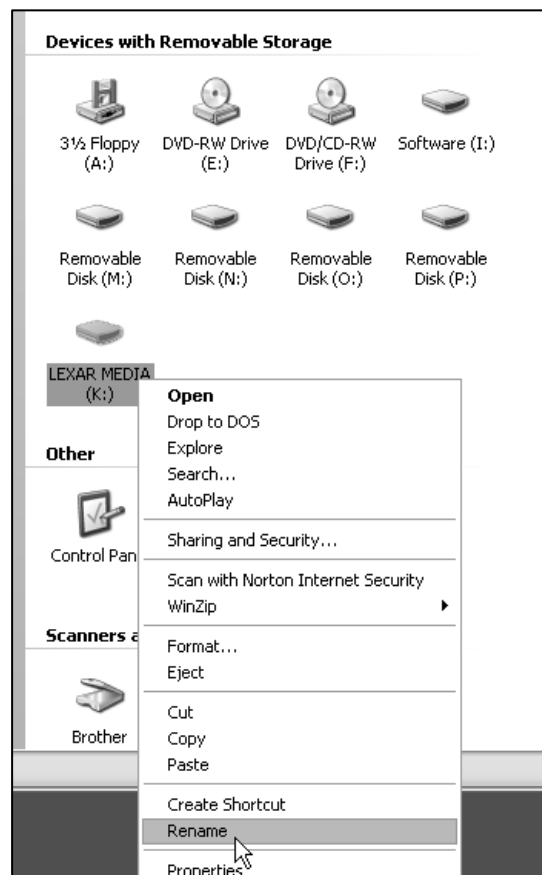 Devices with Removable Storage
3½ Floppy (A:)
DVD-RW Drive (E:)
DVD/CD-RW Drive (F:)
Software (I:)
Removable Disk (M:)
Removable Disk (N:)
Removable Disk (O:)
Removable Disk (P:)
LEXAR MEDIA (K:)
Open
Drop to DOS
Explore
Search...
AutoPlay
Sharing and Security...
Scan with Norton Internet Security
WinZip
Format...
Eject
Cut
Copy
Paste
Create Shortcut
Rename
Properties
Other
Control Pan
Scanners a
Brother